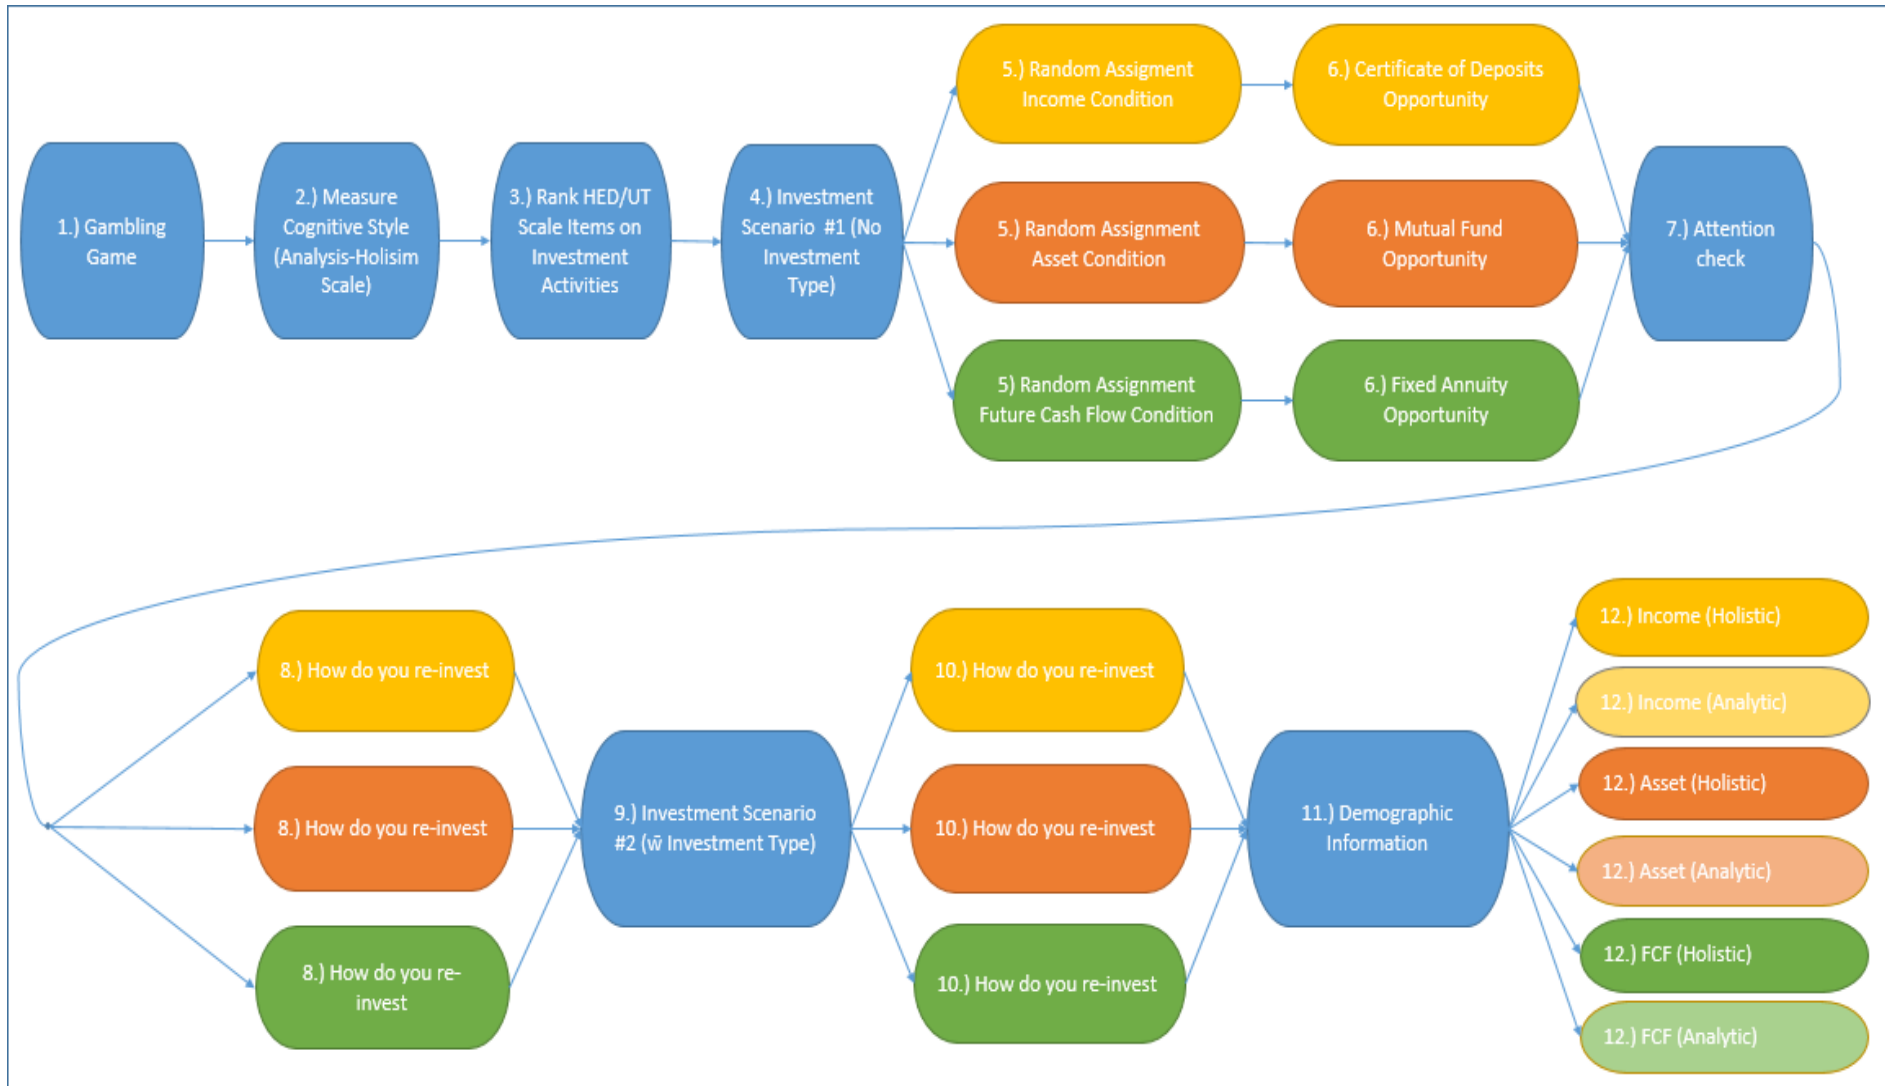 1.) Gambling
Game
2.) Measure
Cognitive Style
(Analysis-Holisim
Scale)
3.) Rank HED/UT
Scale Items on
Investment
Activities
4.) Investment
Scenario #1 (No
Investment
Type)
5.) Random Assigment
Income Condition
6.) Certificate of Deposits
Opportunity
5.) Random Assignment
Asset Condition
6.) Mutual Fund
Opportunity
5) Random Assignment
Future Cash Flow Condition
6.) Fixed Annuity
Opportunity
7.) Attention
check
8.) How do you re-invest
8.) How do you re-invest
8.) How do you re-
invest
9.) Investment Scenario
#2 (w̄ Investment Type)
10.) How do you re-invest
10.) How do you re-invest
10.) How do you re-invest
11.) Demographic
Information
12.) Income (Holistic)
12.) Income (Analytic)
12.) Asset (Holistic)
12.) Asset (Analytic)
12.) FCF (Holistic)
12.) FCF (Analytic)